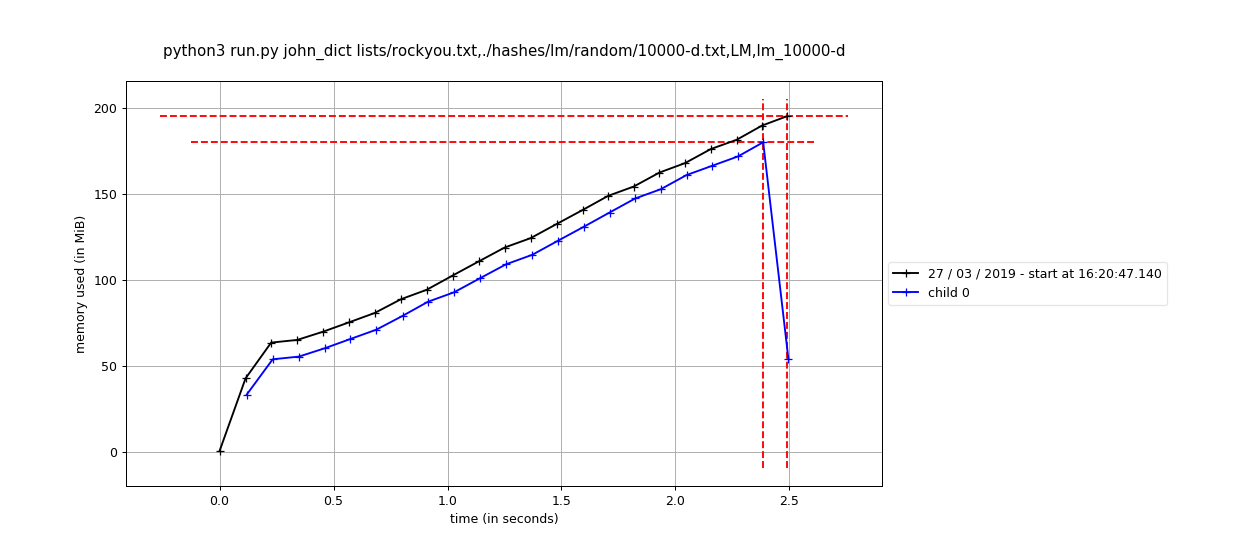 python3 run.py john_dict lists/rockyou.txt,./hashes/lm/random/10000-d.txt,LM,lm_10000-d
200
150
100
50
0
memory used (in MiB)
0.0 0.5 1.0 1.5 2.0 2.5
time (in seconds)
27 / 03 / 2019 - start at 16:20:47.140
child 0